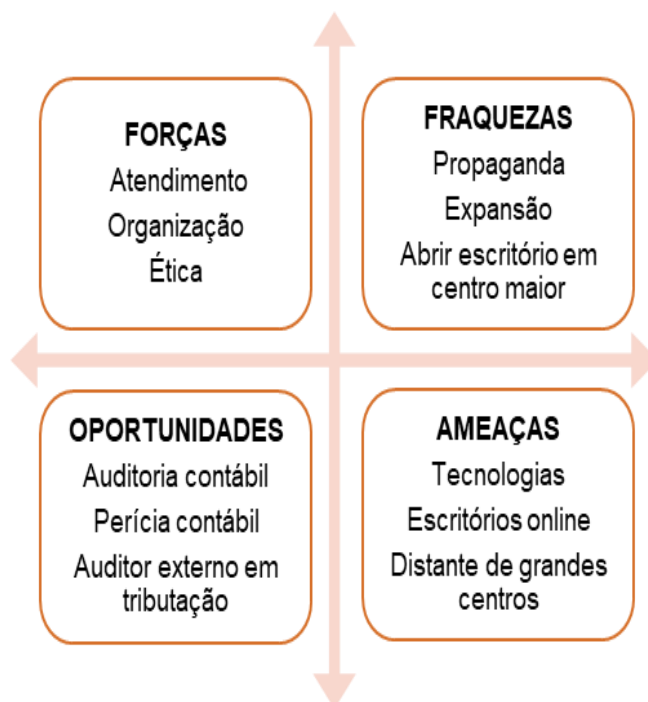 FORÇAS
Atendimento
Organização
Ética
FRAQUEZAS
Propaganda
Expansão
Abrir escritório em
centro maior
OPORTUNIDADES
Auditoria contábil
Perícia contábil
Auditor externo em
tributação
AMEAÇAS
Tecnologias
Escritórios online
Distante de grandes
centros